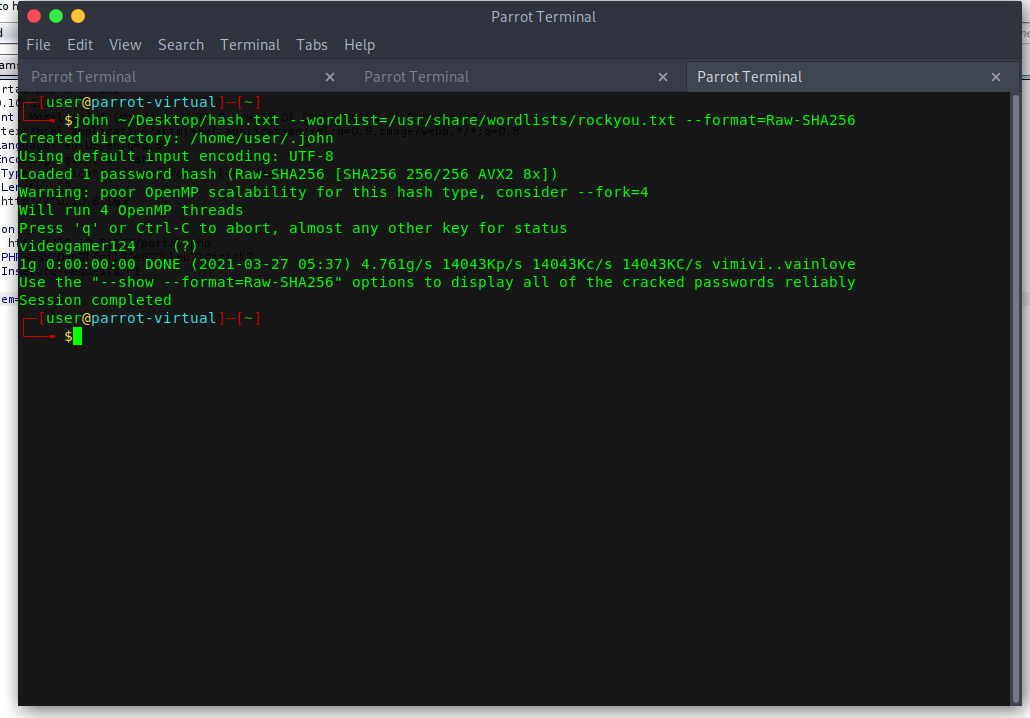 Parrot Terminal
File Edit View Search Terminal Tabs Help
Parrot Terminal × Parrot Terminal × Parrot Terminal ×
─[user@parrot-virtual]─[~]
$john ~/Desktop/hash.txt --wordlist=/usr/share/wordlists/rockyou.txt --format=Raw-SHA256
Created directory: /home/user/.john
Using default input encoding: UTF-8
Loaded 1 password hash (Raw-SHA256 [SHA256 256/256 AVX2 8x])
Warning: poor OpenMP scalability for this hash type, consider --fork=4
Will run 4 OpenMP threads
Press 'q' or Ctrl-C to abort, almost any other key for status
videogamer124    (?)
1g 0:00:00:00 DONE (2021-03-27 05:37) 4.761g/s 14043Kp/s 14043Kc/s 14043KC/s vimivi..vainlove
Use the "--show --format=Raw-SHA256" options to display all of the cracked passwords reliably
Session completed
─[user@parrot-virtual]─[~]
$